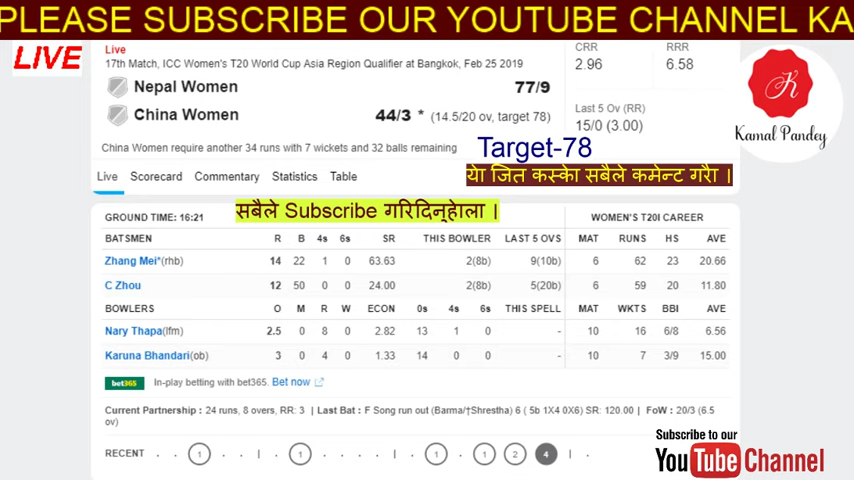 PLEASE SUBSCRIBE OUR YOUTUBE CHANNEL KA
LIVE
Live
17th Match, ICC Women's T20 World Cup Asia Region Qualifier at Bangkok, Feb 25 2019
Nepal Women 77/9
China Women 44/3 * (14.5/20 ov, target 78)
China Women require another 34 runs with 7 wickets and 32 balls remaining
CRR RRR
2.96 6.58
Last 5 Ov (RR)
15/0 (3.00)
K
Kamal Pandey
Target-78
यो जित कस्को सबैले कमेन्ट गरौ ।
Live Scorecard Commentary Statistics Table
सबैले Subscribe गरिदिनुहोला ।
GROUND TIME: 16:21 WOMEN'S T20I CAREER
BATSMEN R B 4s 6s SR THIS BOWLER LAST 5 OVS MAT RUNS HS AVE
Zhang Mei*(rhb) 14 22 1 0 63.63 2(8b) 9(10b) 6 62 23 20.66
C Zhou 12 50 0 0 24.00 2(8b) 5(20b) 6 59 20 11.80
BOWLERS O M R W ECON 0s 4s 6s THIS SPELL MAT WKTS BBI AVE
Nary Thapa(lfm) 2.5 0 8 0 2.82 13 1 0 - 10 16 6/8 6.56
Karuna Bhandari(ob) 3 0 4 0 1.33 14 0 0 - 10 7 3/9 15.00
bet365 In-play betting with bet365. Bet now
Current Partnership : 24 runs, 8 overs, RR: 3 | Last Bat : F Song run out (Barma/†Shrestha) 6 ( 5b 1X4 0X6) SR: 120.00 | FoW : 20/3 (6.5
ov)
RECENT . . 1 . . | . 1 . . . . | . 1 . 1 2 4 | .
Subscribe to our
YouTube Channel